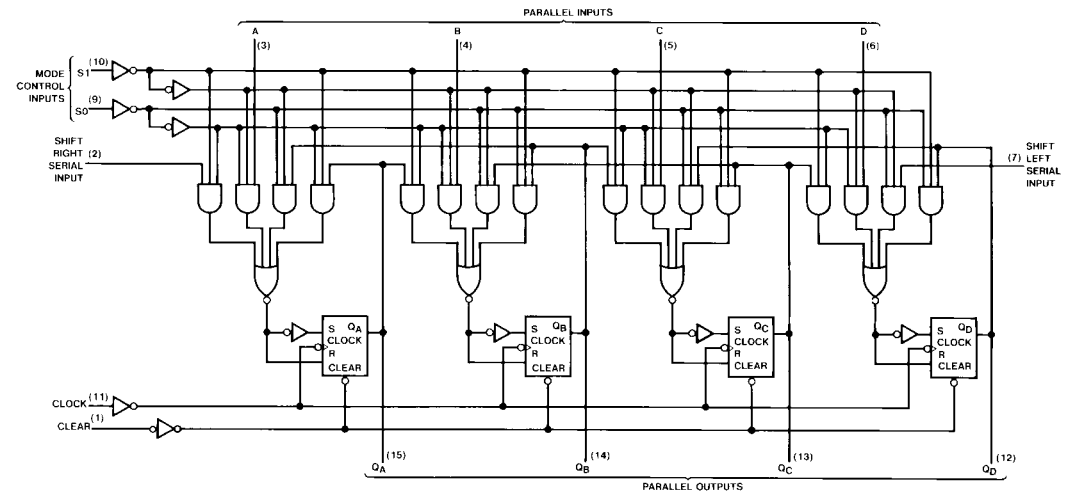 PARALLEL INPUTS
A B C D
(3) (4) (5) (6)
MODE
CONTROL
INPUTS
S1 (10)
S0 (9)
SHIFT
RIGHT (2)
SERIAL
INPUT
SHIFT
(7) LEFT
SERIAL
INPUT
S QA
CLOCK
R
CLEAR
S QB
CLOCK
R
CLEAR
S QC
CLOCK
R
CLEAR
S QD
CLOCK
R
CLEAR
CLOCK (11)
CLEAR (1)
(15) (14) (13) (12)
QA QB QC QD
PARALLEL OUTPUTS